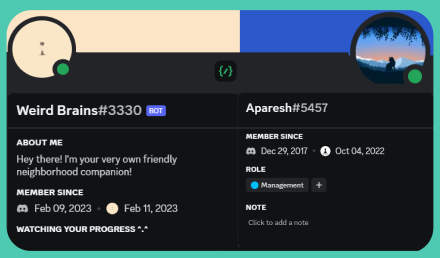 {/}
Weird Brains#3330 BOT
ABOUT ME
Hey there! I'm your very own friendly
neighborhood companion!
MEMBER SINCE
Feb 09, 2023 • Feb 11, 2023
WATCHING YOUR PROGRESS ^.^
Aparesh#5457
MEMBER SINCE
Dec 29, 2017 • Oct 04, 2022
ROLE
Management +
NOTE
Click to add a note